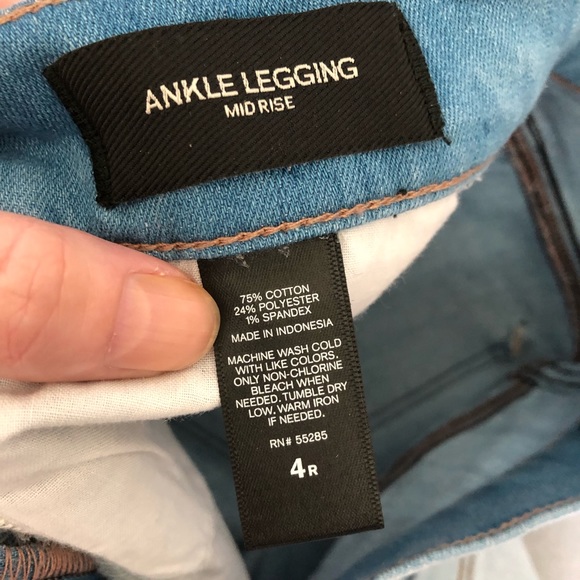 ANKLE LEGGING
MID RISE
75% COTTON
24% POLYESTER
1% SPANDEX
MADE IN INDONESIA
MACHINE WASH COLD
WITH LIKE COLORS.
ONLY NON-CHLORINE
BLEACH WHEN
NEEDED. TUMBLE DRY
LOW. WARM IRON
IF NEEDED.
RN# 55285
4R